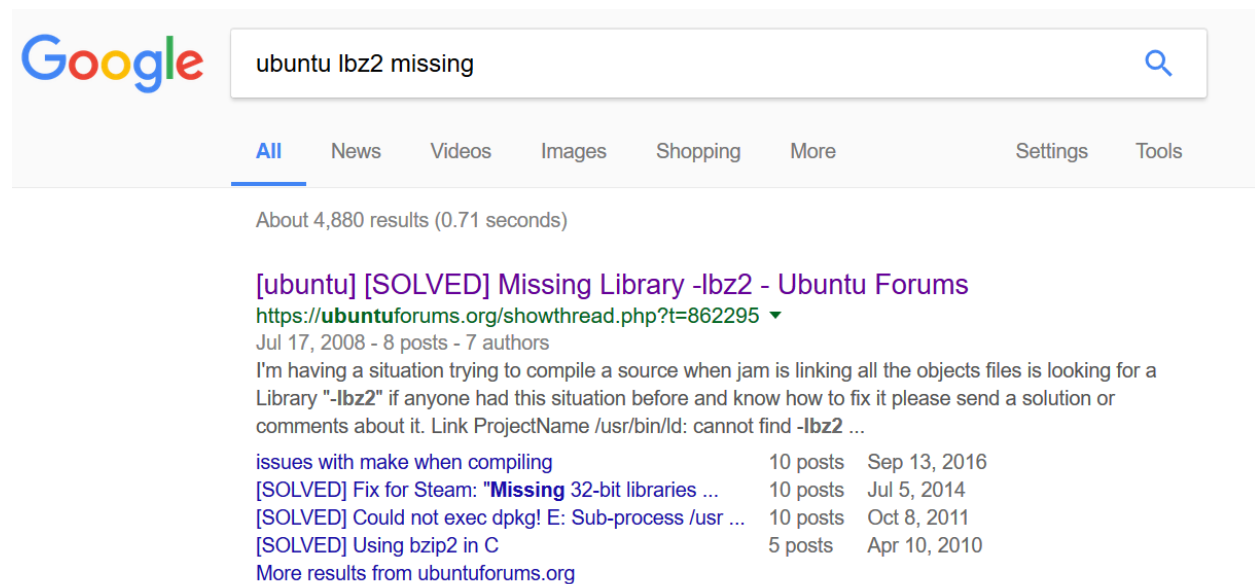 Google
ubuntu lbz2 missing
All News Videos Images Shopping More Settings Tools
About 4,880 results (0.71 seconds)
[ubuntu] [SOLVED] Missing Library -lbz2 - Ubuntu Forums
https://ubuntuforums.org/showthread.php?t=862295
Jul 17, 2008 - 8 posts - 7 authors
I'm having a situation trying to compile a source when jam is linking all the objects files is looking for a
Library "-lbz2" if anyone had this situation before and know how to fix it please send a solution or
comments about it. Link ProjectName /usr/bin/ld: cannot find -lbz2 ...
issues with make when compiling 10 posts Sep 13, 2016
[SOLVED] Fix for Steam: "Missing 32-bit libraries ... 10 posts Jul 5, 2014
[SOLVED] Could not exec dpkg! E: Sub-process /usr ... 10 posts Oct 8, 2011
[SOLVED] Using bzip2 in C 5 posts Apr 10, 2010
More results from ubuntuforums.org